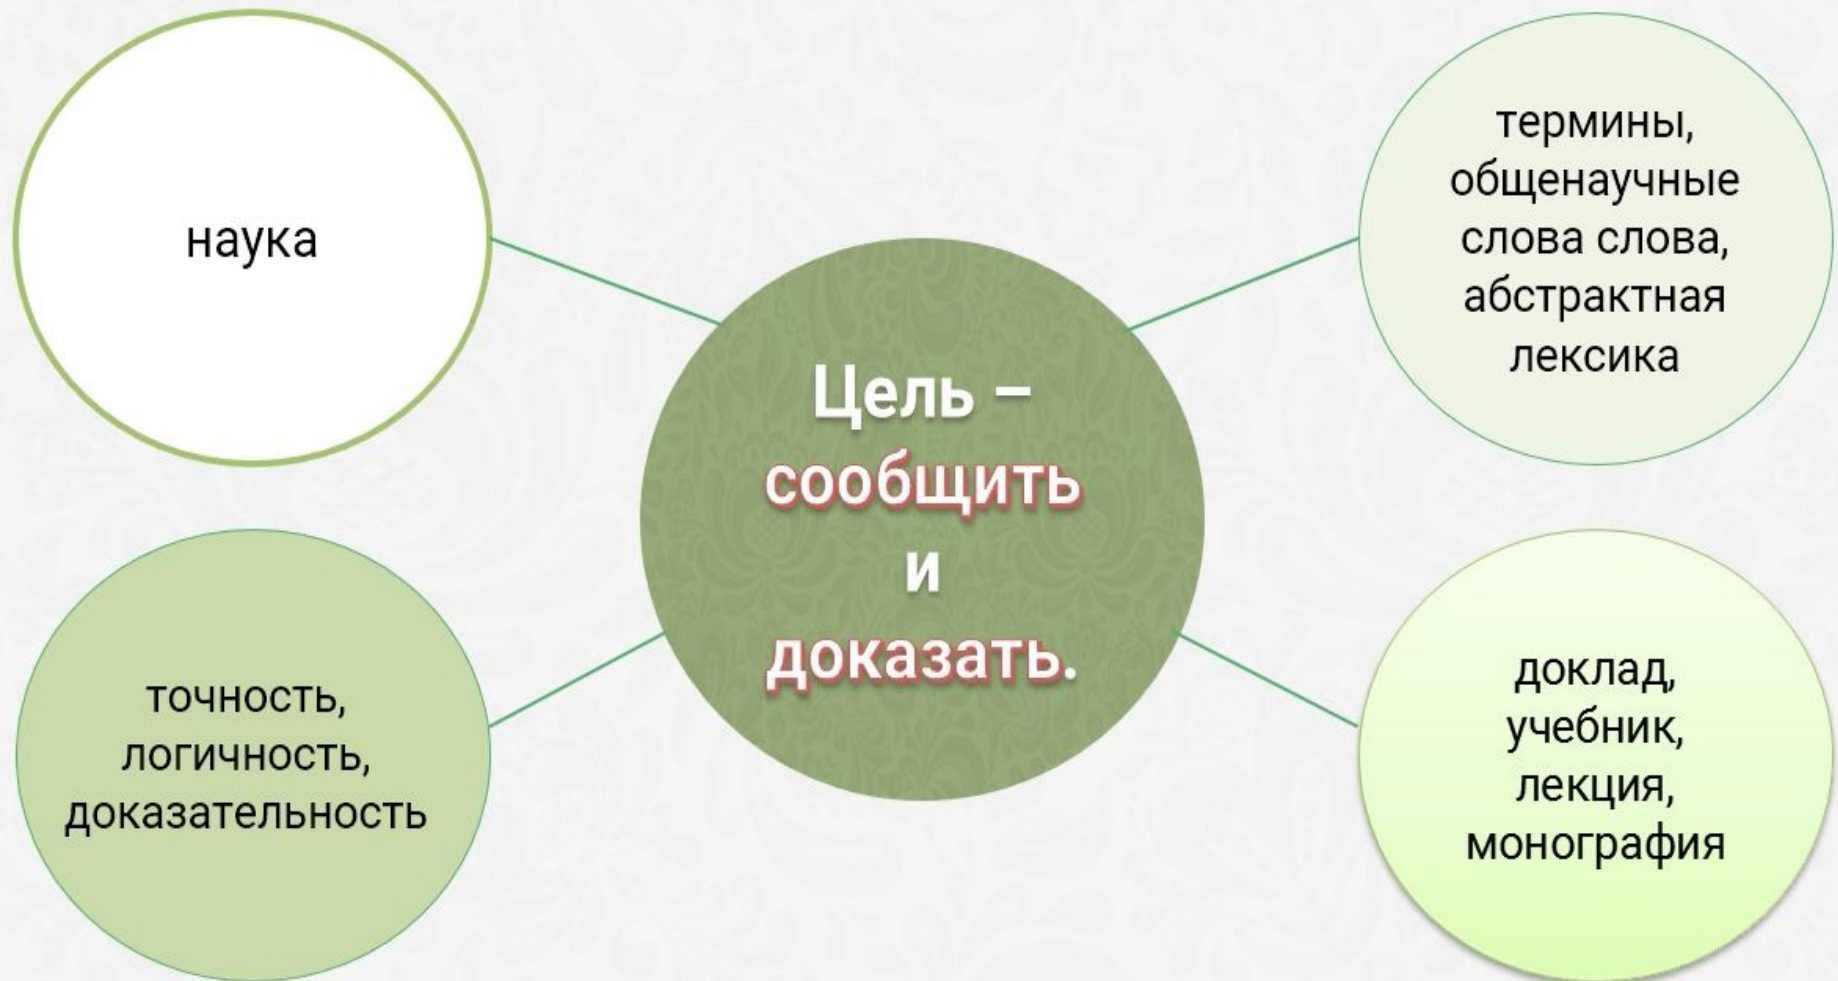 наука
термины,
общенаучные
слова слова,
абстрактная
лексика
Цель –
сообщить
и
доказать.
точность,
логичность,
доказательность
доклад,
учебник,
лекция,
монография